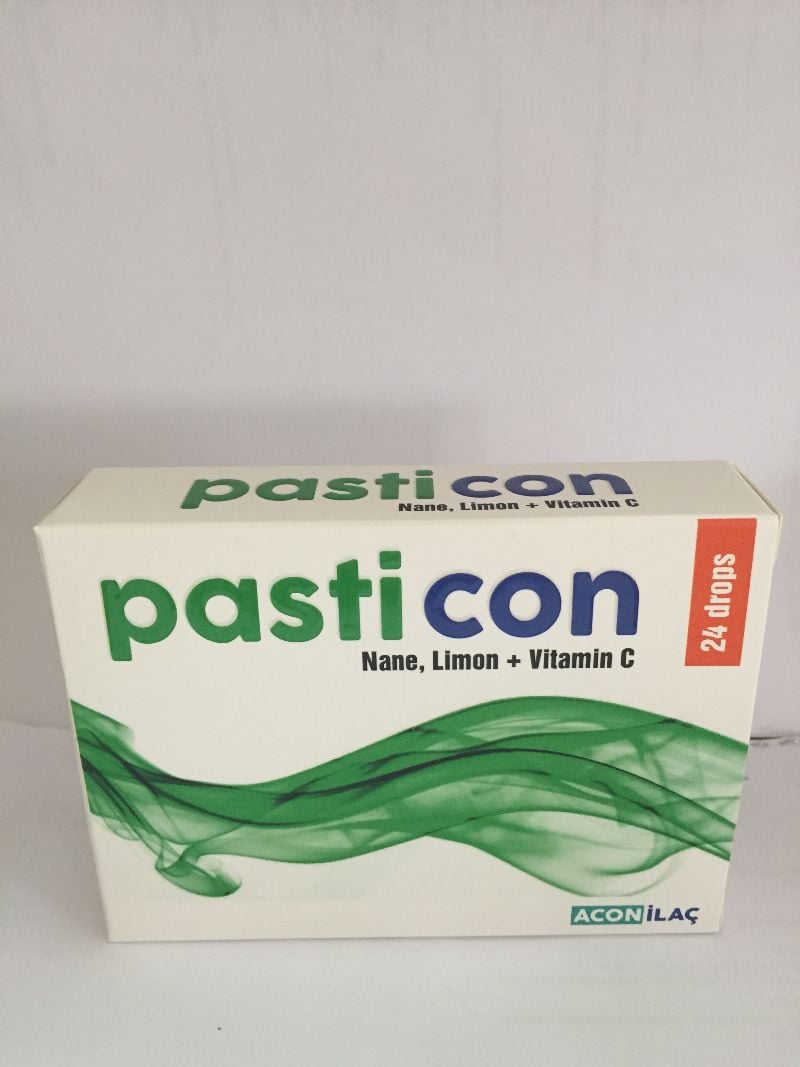 pasti con
Nane, Limon + Vitamin C
pasti con
Nane, Limon + Vitamin C
24 drops
ACON İLAÇ